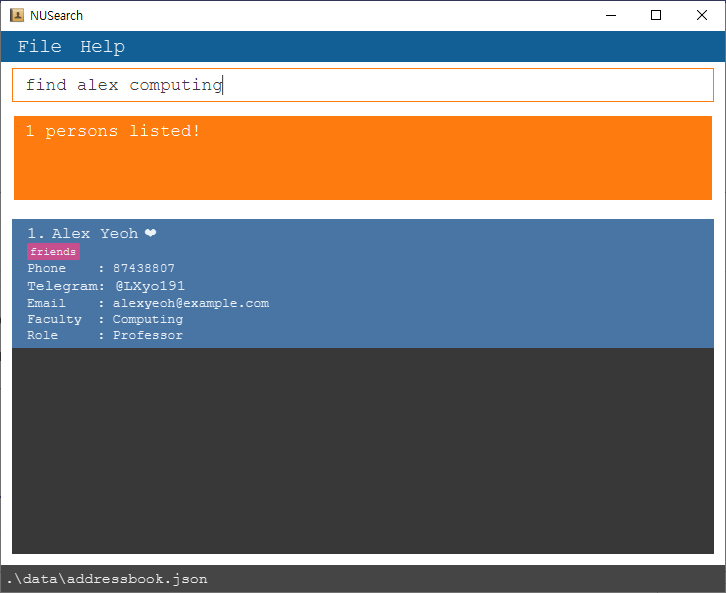 NUSearch
File Help
find alex computing
1 persons listed!
1. Alex Yeoh ❤
friends
Phone    : 87438807
Telegram: @LXyo191
Email    : alexyeoh@example.com
Faculty  : Computing
Role     : Professor
.\data\addressbook.json